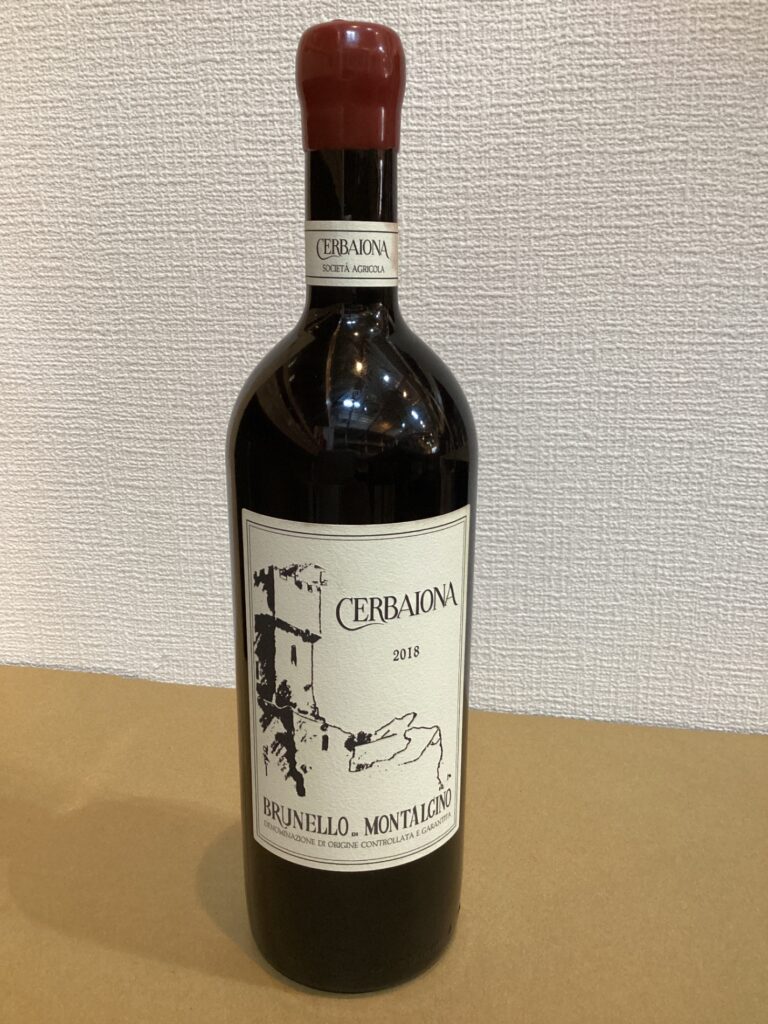 CERBAIONA
SOCIETÀ AGRICOLA
CERBAIONA
2018
BRUNELLO DI MONTALCINO
DENOMINAZIONE DI ORIGINE CONTROLLATA E GARANTITA